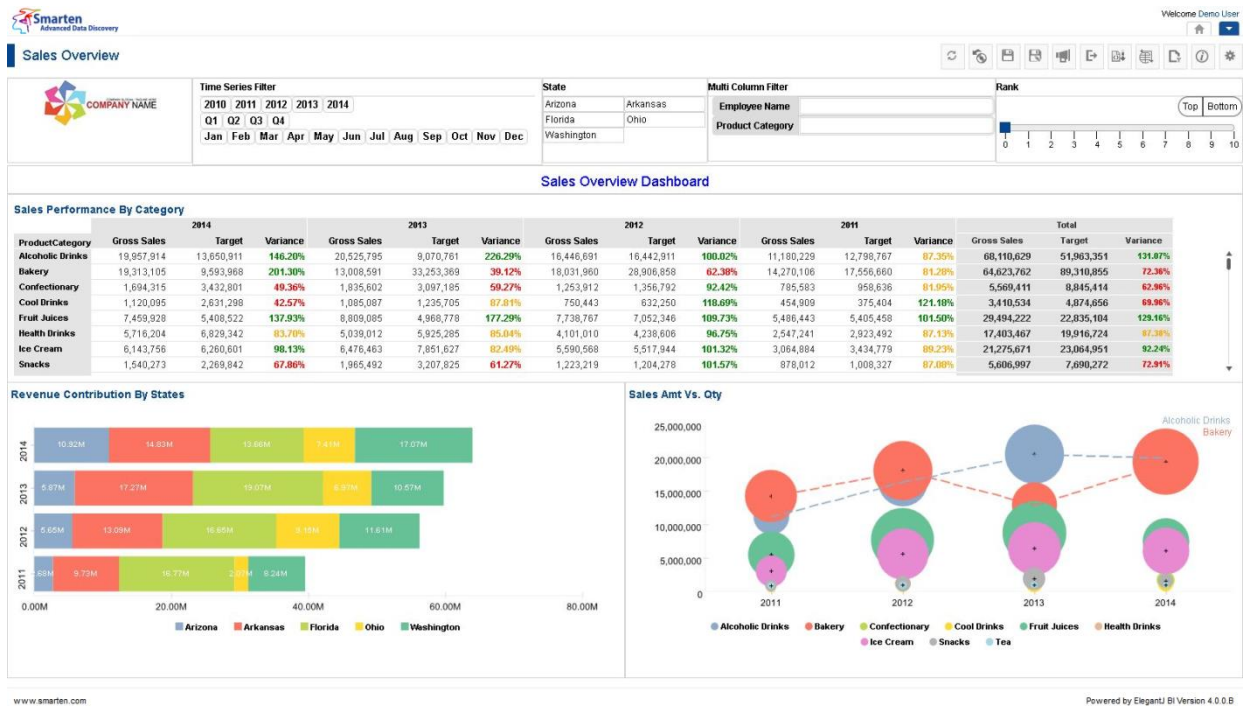 Smarten
Advanced Data Discovery
Welcome Demo User
Sales Overview
COMPANY NAME
Time Series Filter
2010 2011 2012 2013 2014
Q1 Q2 Q3 Q4
Jan Feb Mar Apr May Jun Jul Aug Sep Oct Nov Dec
State
Arizona Arkansas
Florida Ohio
Washington
Multi Column Filter
Employee Name
Product Category
Rank
Top Bottom
0 1 2 3 4 5 6 7 8 9 10
Sales Overview Dashboard
Sales Performance By Category
2014 2013 2012 2011 Total
ProductCategory Gross Sales Target Variance Gross Sales Target Variance Gross Sales Target Variance Gross Sales Target Variance Gross Sales Target Variance
Alcoholic Drinks 19,957,914 13,650,911 146.20% 20,525,795 9,070,761 226.29% 16,446,691 16,442,911 100.02% 11,180,229 12,798,767 87.35% 68,110,629 51,963,351 131.07%
Bakery 19,313,105 9,593,968 201.30% 13,008,591 33,253,369 39.12% 18,031,960 28,906,858 62.38% 14,270,106 17,556,660 81.28% 64,623,762 89,310,855 72.36%
Confectionary 1,694,315 3,432,801 49.36% 1,835,602 3,097,185 59.27% 1,253,912 1,356,792 92.42% 785,583 958,636 81.95% 5,569,411 8,845,414 62.96%
Cool Drinks 1,120,095 2,631,298 42.57% 1,085,087 1,235,705 87.81% 750,443 632,250 118.69% 454,909 375,404 121.18% 3,410,534 4,874,656 69.96%
Fruit Juices 7,459,928 5,408,522 137.93% 8,809,085 4,968,778 177.29% 7,738,767 7,052,346 109.73% 5,486,443 5,405,458 101.50% 29,494,222 22,835,104 129.16%
Health Drinks 5,716,204 6,829,342 83.70% 5,039,012 5,925,285 85.04% 4,101,010 4,238,606 96.75% 2,547,241 2,923,492 87.13% 17,403,467 19,916,724 87.38%
Ice Cream 6,143,756 6,260,601 98.13% 6,476,463 7,851,627 82.49% 5,590,568 5,517,944 101.32% 3,064,884 3,434,779 89.23% 21,275,671 23,064,951 92.24%
Snacks 1,540,273 2,269,842 67.86% 1,965,492 3,207,825 61.27% 1,223,219 1,204,278 101.57% 878,012 1,008,327 87.08% 5,606,997 7,690,272 72.91%
Revenue Contribution By States
2014 10.92M 14.83M 13.66M 7.41M 17.07M
2013 5.87M 17.27M 19.07M 10.57M
2012 5.65M 13.09M 16.65M 11.61M
2011 9.73M 16.77M 8.24M
0.00M 20.00M 40.00M 60.00M 80.00M
Arizona Arkansas Florida Ohio Washington
Sales Amt Vs. Qty
Alcoholic Drinks
Bakery
25,000,000
20,000,000
15,000,000
10,000,000
5,000,000
0
2011 2012 2013 2014
Alcoholic Drinks Bakery Confectionary Cool Drinks Fruit Juices Health Drinks
Ice Cream Snacks Tea
www.smarten.com
Powered by ElegantJ BI Version 4.0.0.B